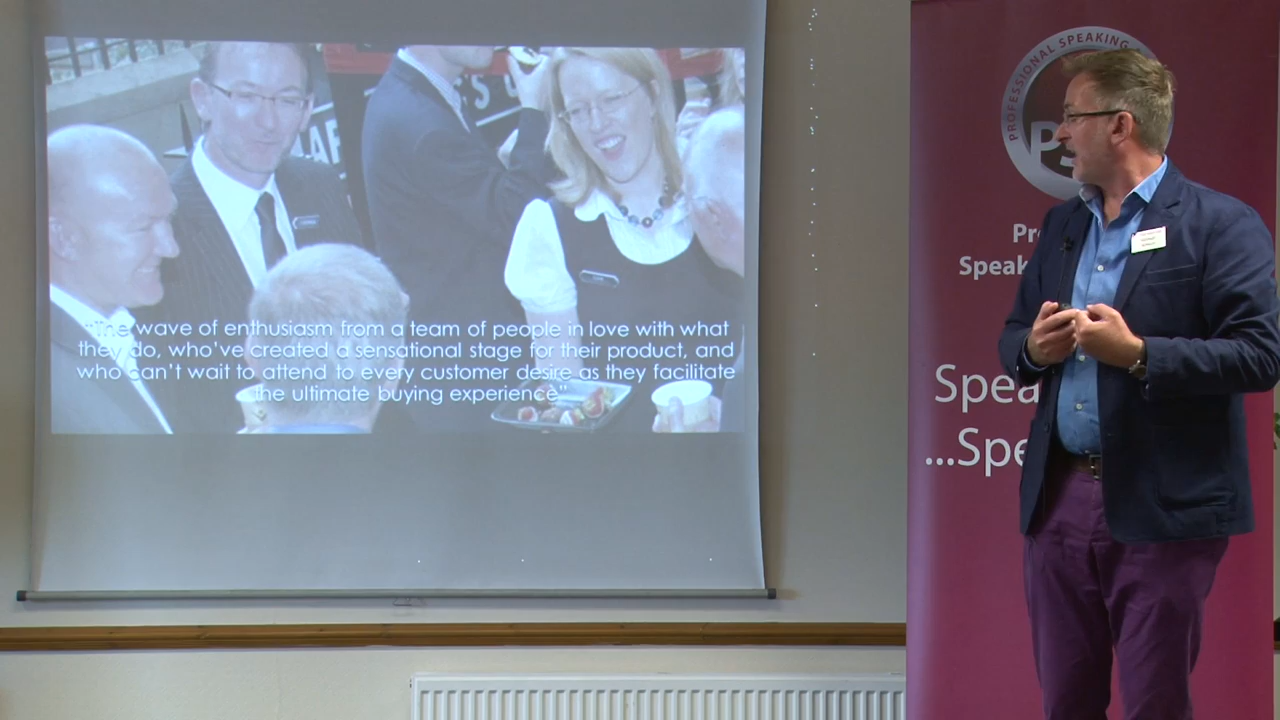 “The wave of enthusiasm from a team of people in love with what
they do, who’ve created a sensational stage for their product, and
who can’t wait to attend to every customer desire as they facilitate
the ultimate buying experience”
PROFESSIONAL SPEAKING
PS
Pr
Speak
Spea
...Spe